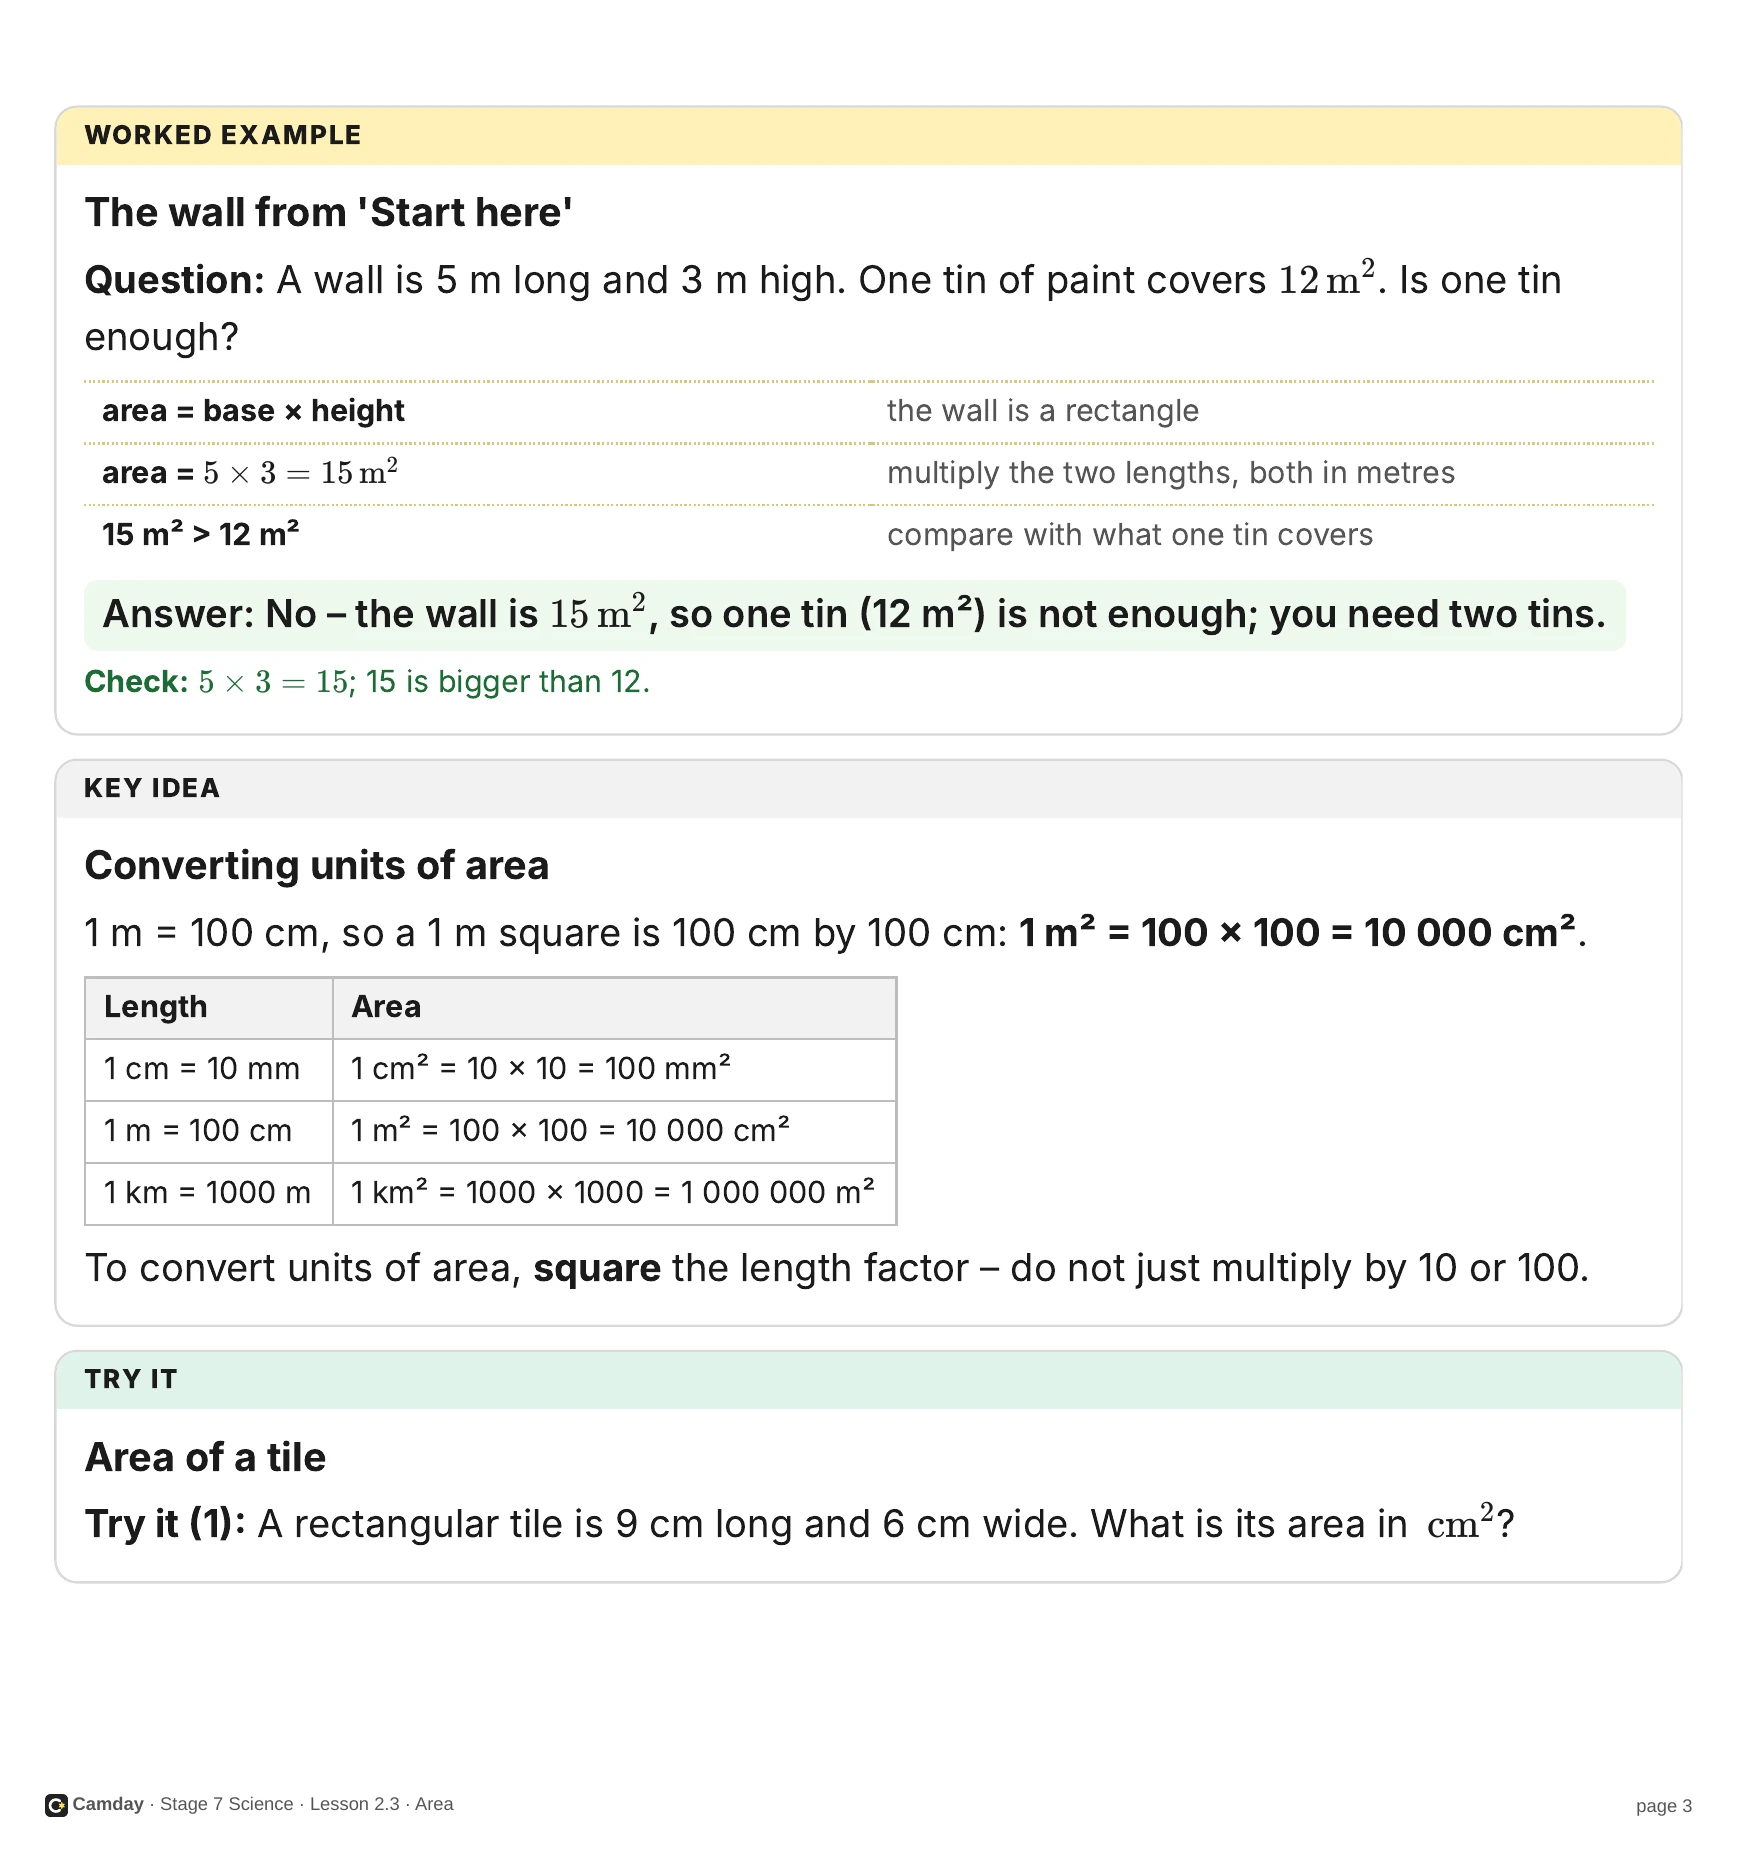 WORKED EXAMPLE
The wall from 'Start here'
Question: A wall is 5 m long and 3 m high. One tin of paint covers 12 m². Is one tin
enough?
area = base × height the wall is a rectangle
area = 5 × 3 = 15 m² multiply the two lengths, both in metres
15 m² > 12 m² compare with what one tin covers
Answer: No – the wall is 15 m², so one tin (12 m²) is not enough; you need two tins.
Check: 5 × 3 = 15; 15 is bigger than 12.
KEY IDEA
Converting units of area
1 m = 100 cm, so a 1 m square is 100 cm by 100 cm: 1 m² = 100 × 100 = 10 000 cm².
Length Area
1 cm = 10 mm 1 cm² = 10 × 10 = 100 mm²
1 m = 100 cm 1 m² = 100 × 100 = 10 000 cm²
1 km = 1000 m 1 km² = 1000 × 1000 = 1 000 000 m²
To convert units of area, square the length factor – do not just multiply by 10 or 100.
TRY IT
Area of a tile
Try it (1): A rectangular tile is 9 cm long and 6 cm wide. What is its area in cm²?
Camday · Stage 7 Science · Lesson 2.3 · Area page 3